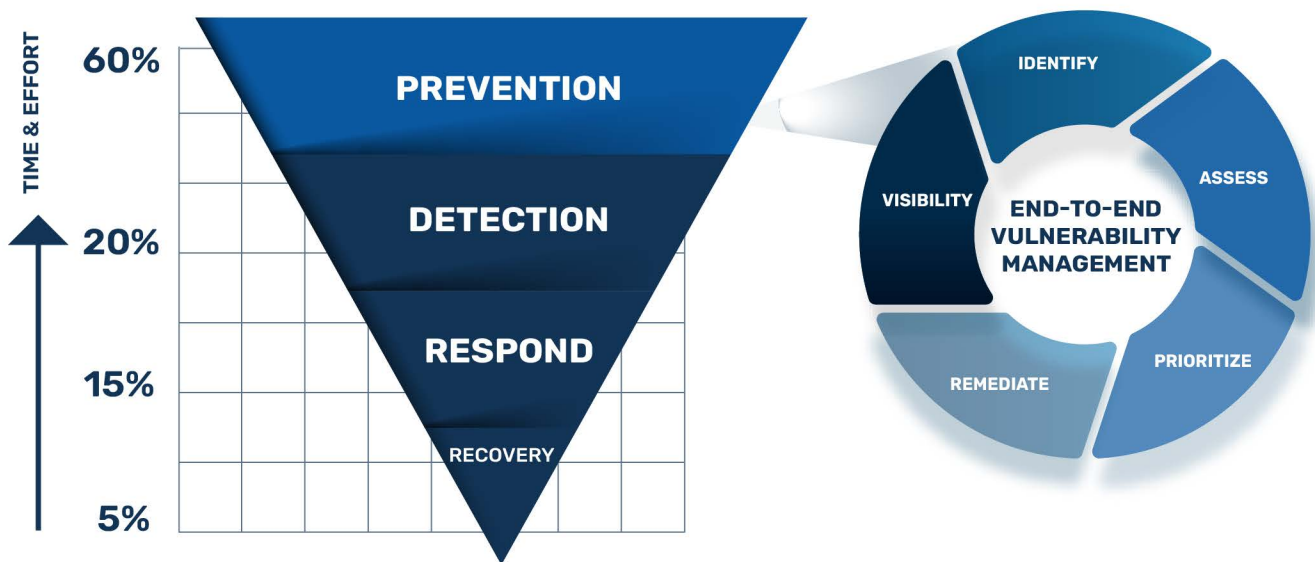 TIME & EFFORT
60%
20%
15%
5%
PREVENTION
DETECTION
RESPOND
RECOVERY
IDENTIFY
ASSESS
PRIORITIZE
REMEDIATE
VISIBILITY
END-TO-END
VULNERABILITY
MANAGEMENT